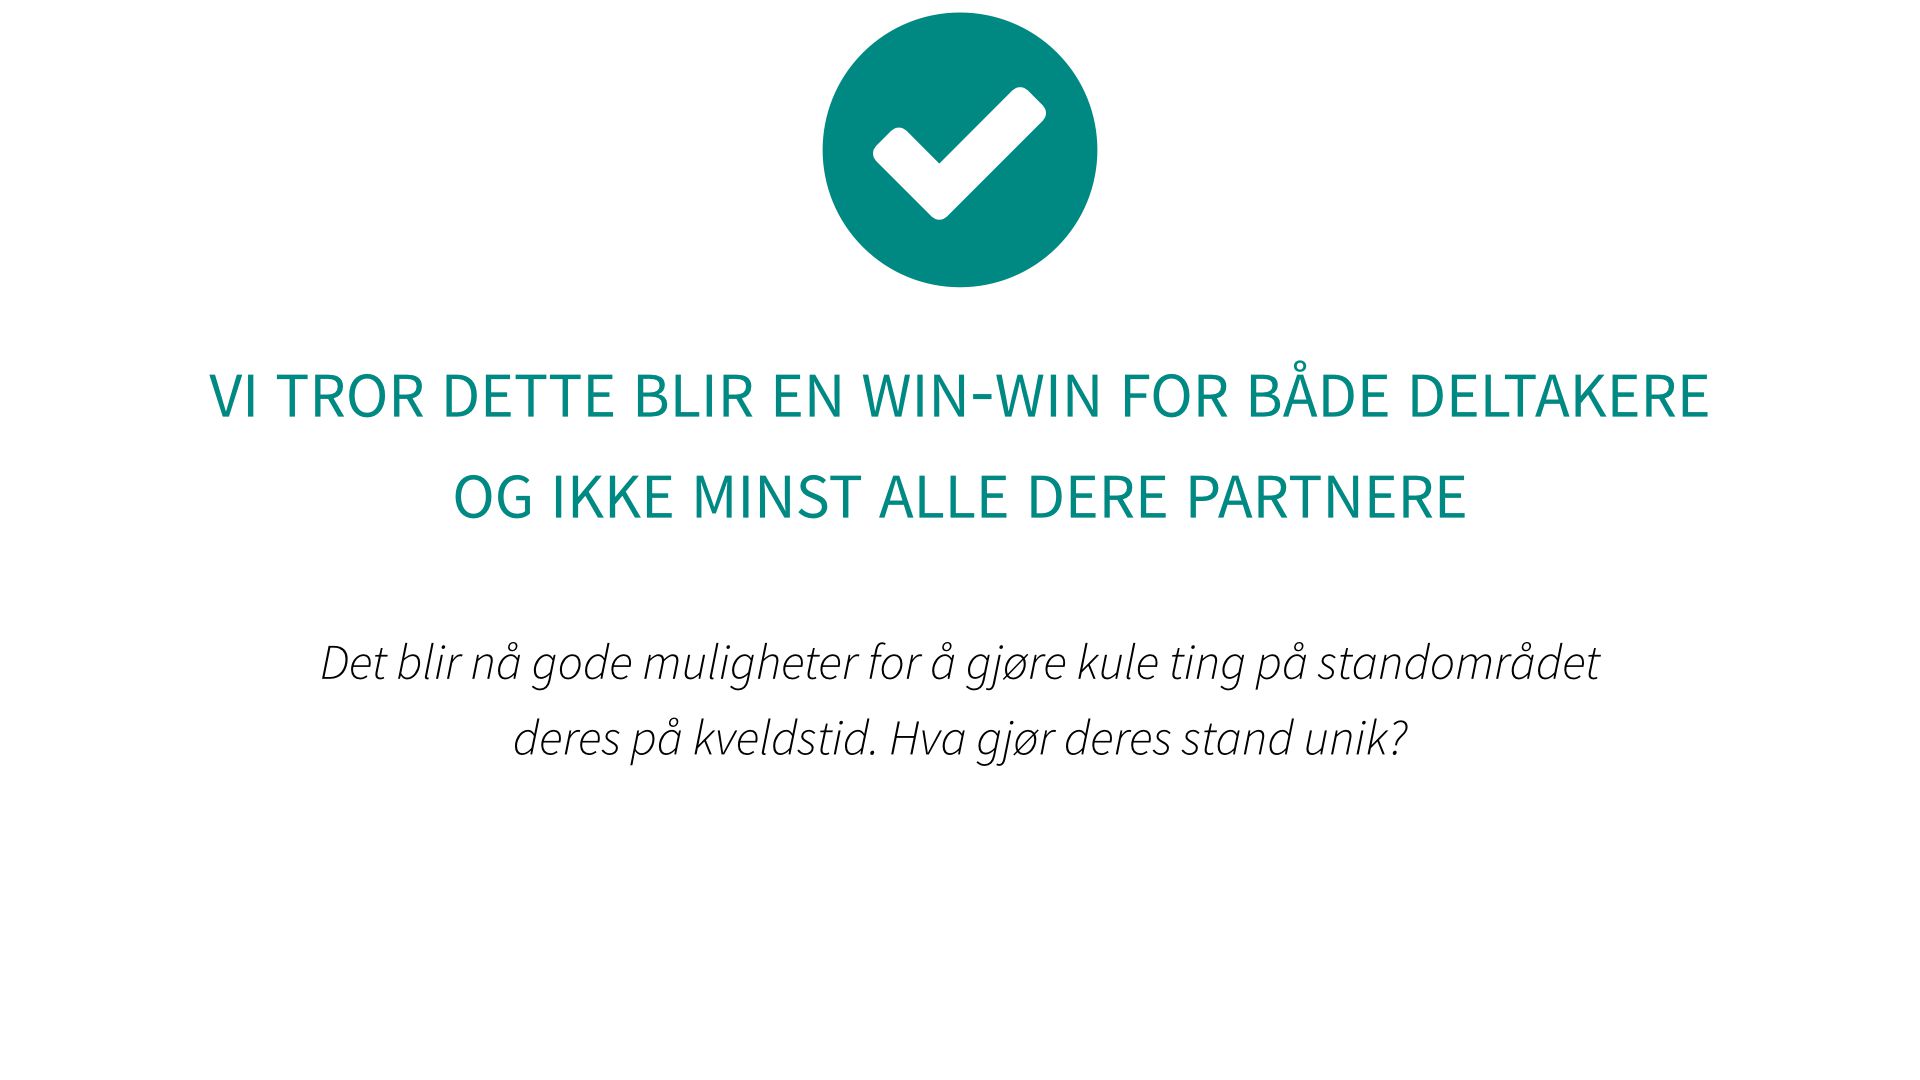 VI TROR DETTE BLIR EN WIN-WIN FOR BÅDE DELTAKERE
OG IKKE MINST ALLE DERE PARTNERE
Det blir nå gode muligheter for å gjøre kule ting på standområdet
deres på kveldstid. Hva gjør deres stand unik?